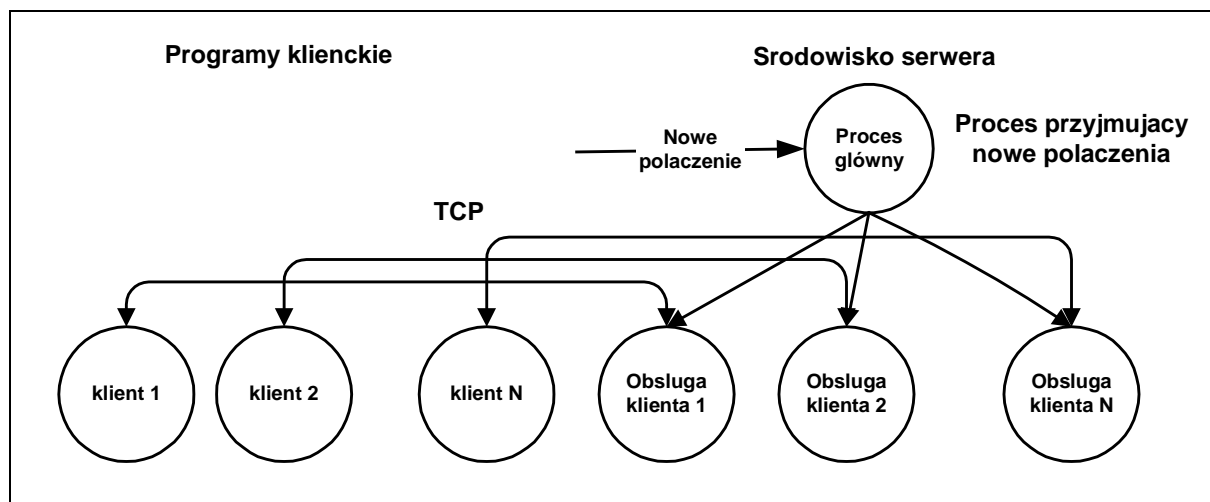 Programy klienckie
Srodowisko serwera
Nowe
polaczenie
Proces
glówny
Proces przyjmujacy
nowe polaczenia
TCP
klient 1
klient 2
klient N
Obsluga
klienta 1
Obsluga
klienta 2
Obsluga
klienta N